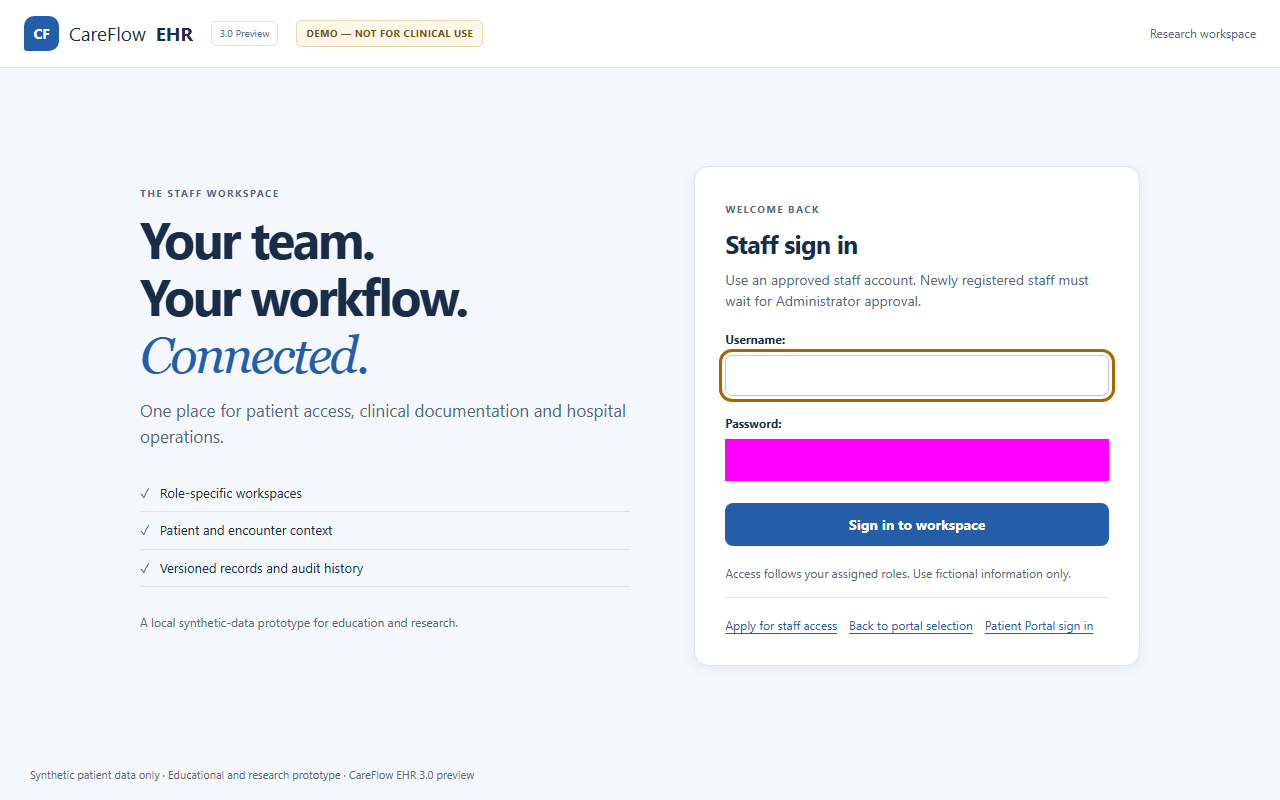 CF CareFlow EHR 3.0 Preview DEMO — NOT FOR CLINICAL USE Research workspace
THE STAFF WORKSPACE
Your team.
Your workflow.
Connected.
One place for patient access, clinical documentation and hospital
operations.
✓ Role-specific workspaces
✓ Patient and encounter context
✓ Versioned records and audit history
A local synthetic-data prototype for education and research.
WELCOME BACK
Staff sign in
Use an approved staff account. Newly registered staff must
wait for Administrator approval.
Username:
Password:
Sign in to workspace
Access follows your assigned roles. Use fictional information only.
Apply for staff access Back to portal selection Patient Portal sign in
Synthetic patient data only · Educational and research prototype · CareFlow EHR 3.0 preview